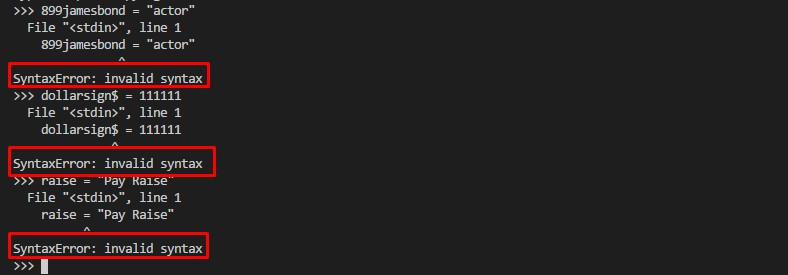 >>> 899jamesbond = "actor"
  File "<stdin>", line 1
    899jamesbond = "actor"
               ^
SyntaxError: invalid syntax
>>> dollarsign$ = 111111
  File "<stdin>", line 1
    dollarsign$ = 111111
              ^
SyntaxError: invalid syntax
>>> raise = "Pay Raise"
  File "<stdin>", line 1
    raise = "Pay Raise"
          ^
SyntaxError: invalid syntax
>>>